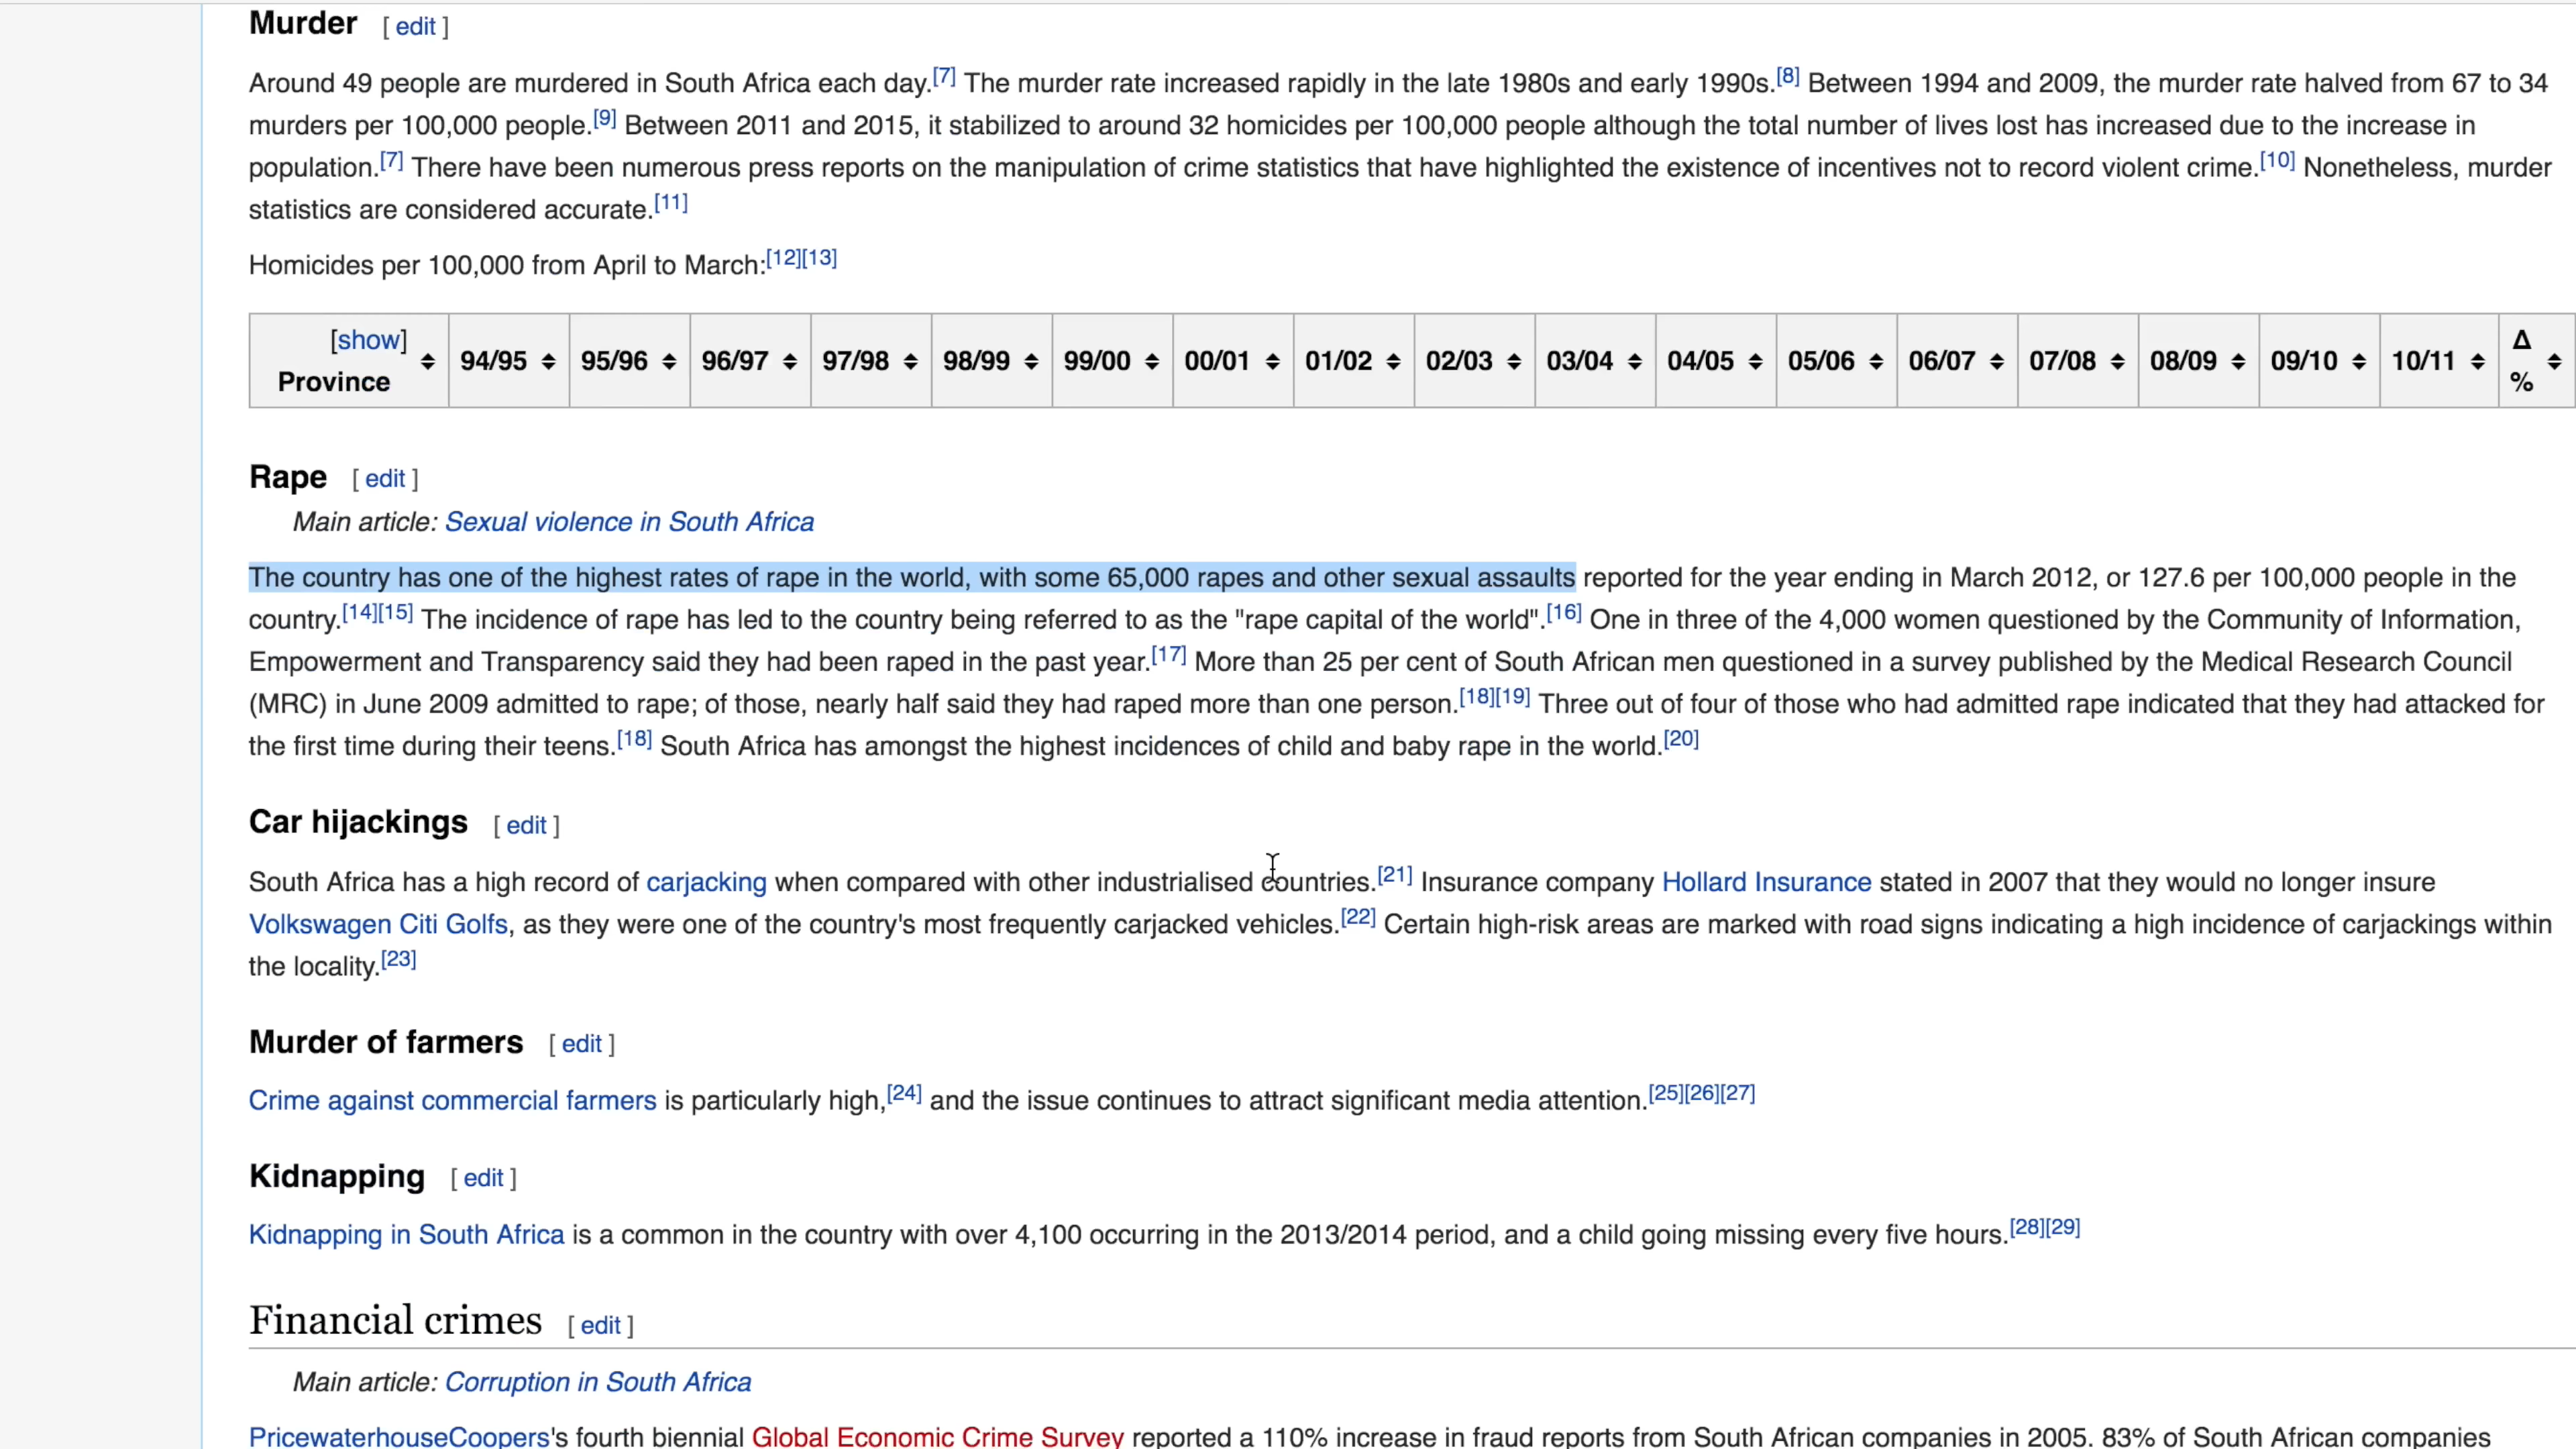 Murder [ edit ]
Around 49 people are murdered in South Africa each day.[7] The murder rate increased rapidly in the late 1980s and early 1990s.[8] Between 1994 and 2009, the murder rate halved from 67 to 34
murders per 100,000 people.[9] Between 2011 and 2015, it stabilized to around 32 homicides per 100,000 people although the total number of lives lost has increased due to the increase in
population.[7] There have been numerous press reports on the manipulation of crime statistics that have highlighted the existence of incentives not to record violent crime.[10] Nonetheless, murder
statistics are considered accurate.[11]
Homicides per 100,000 from April to March:[12][13]
[show]
Province 94/95 95/96 96/97 97/98 98/99 99/00 00/01 01/02 02/03 03/04 04/05 05/06 06/07 07/08 08/09 09/10 10/11 Δ
%
Rape [ edit ]
Main article: Sexual violence in South Africa
The country has one of the highest rates of rape in the world, with some 65,000 rapes and other sexual assaults reported for the year ending in March 2012, or 127.6 per 100,000 people in the
country.[14][15] The incidence of rape has led to the country being referred to as the "rape capital of the world".[16] One in three of the 4,000 women questioned by the Community of Information,
Empowerment and Transparency said they had been raped in the past year.[17] More than 25 per cent of South African men questioned in a survey published by the Medical Research Council
(MRC) in June 2009 admitted to rape; of those, nearly half said they had raped more than one person.[18][19] Three out of four of those who had admitted rape indicated that they had attacked for
the first time during their teens.[18] South Africa has amongst the highest incidences of child and baby rape in the world.[20]
Car hijackings [ edit ]
South Africa has a high record of carjacking when compared with other industrialised countries.[21] Insurance company Hollard Insurance stated in 2007 that they would no longer insure
Volkswagen Citi Golfs, as they were one of the country's most frequently carjacked vehicles.[22] Certain high-risk areas are marked with road signs indicating a high incidence of carjackings within
the locality.[23]
Murder of farmers [ edit ]
Crime against commercial farmers is particularly high,[24] and the issue continues to attract significant media attention.[25][26][27]
Kidnapping [ edit ]
Kidnapping in South Africa is a common in the country with over 4,100 occurring in the 2013/2014 period, and a child going missing every five hours.[28][29]
Financial crimes [ edit ]
Main article: Corruption in South Africa
PricewaterhouseCoopers's fourth biennial Global Economic Crime Survey reported a 110% increase in fraud reports from South African companies in 2005. 83% of South African companies